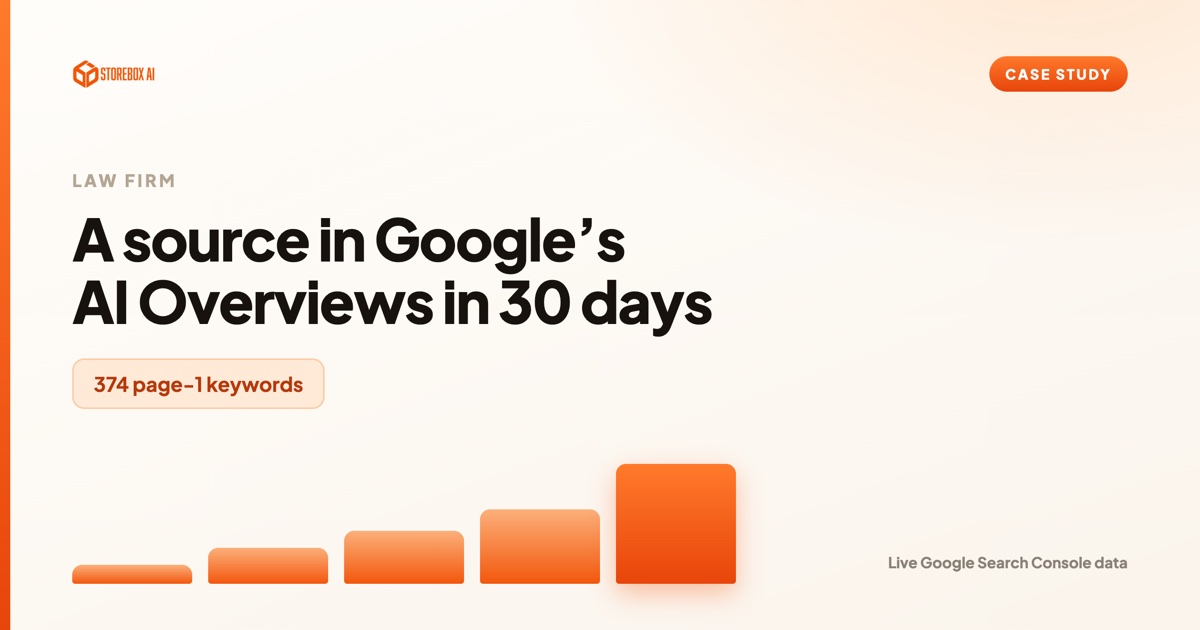 STOREBOX AI
CASE STUDY
LAW FIRM
A source in Google’s
AI Overviews in 30 days
374 page-1 keywords
Live Google Search Console data